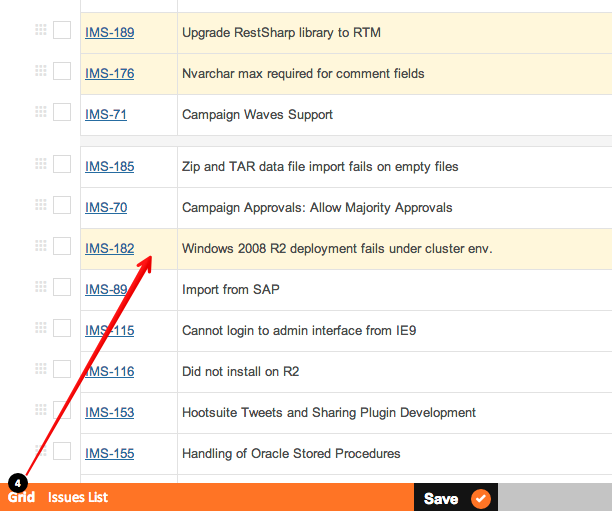 IMS-189 Upgrade RestSharp library to RTM
IMS-176 Nvarchar max required for comment fields
IMS-71 Campaign Waves Support
IMS-185 Zip and TAR data file import fails on empty files
IMS-70 Campaign Approvals: Allow Majority Approvals
IMS-182 Windows 2008 R2 deployment fails under cluster env.
IMS-89 Import from SAP
IMS-115 Cannot login to admin interface from IE9
IMS-116 Did not install on R2
IMS-153 Hootsuite Tweets and Sharing Plugin Development
IMS-155 Handling of Oracle Stored Procedures
4
Grid Issues List Save